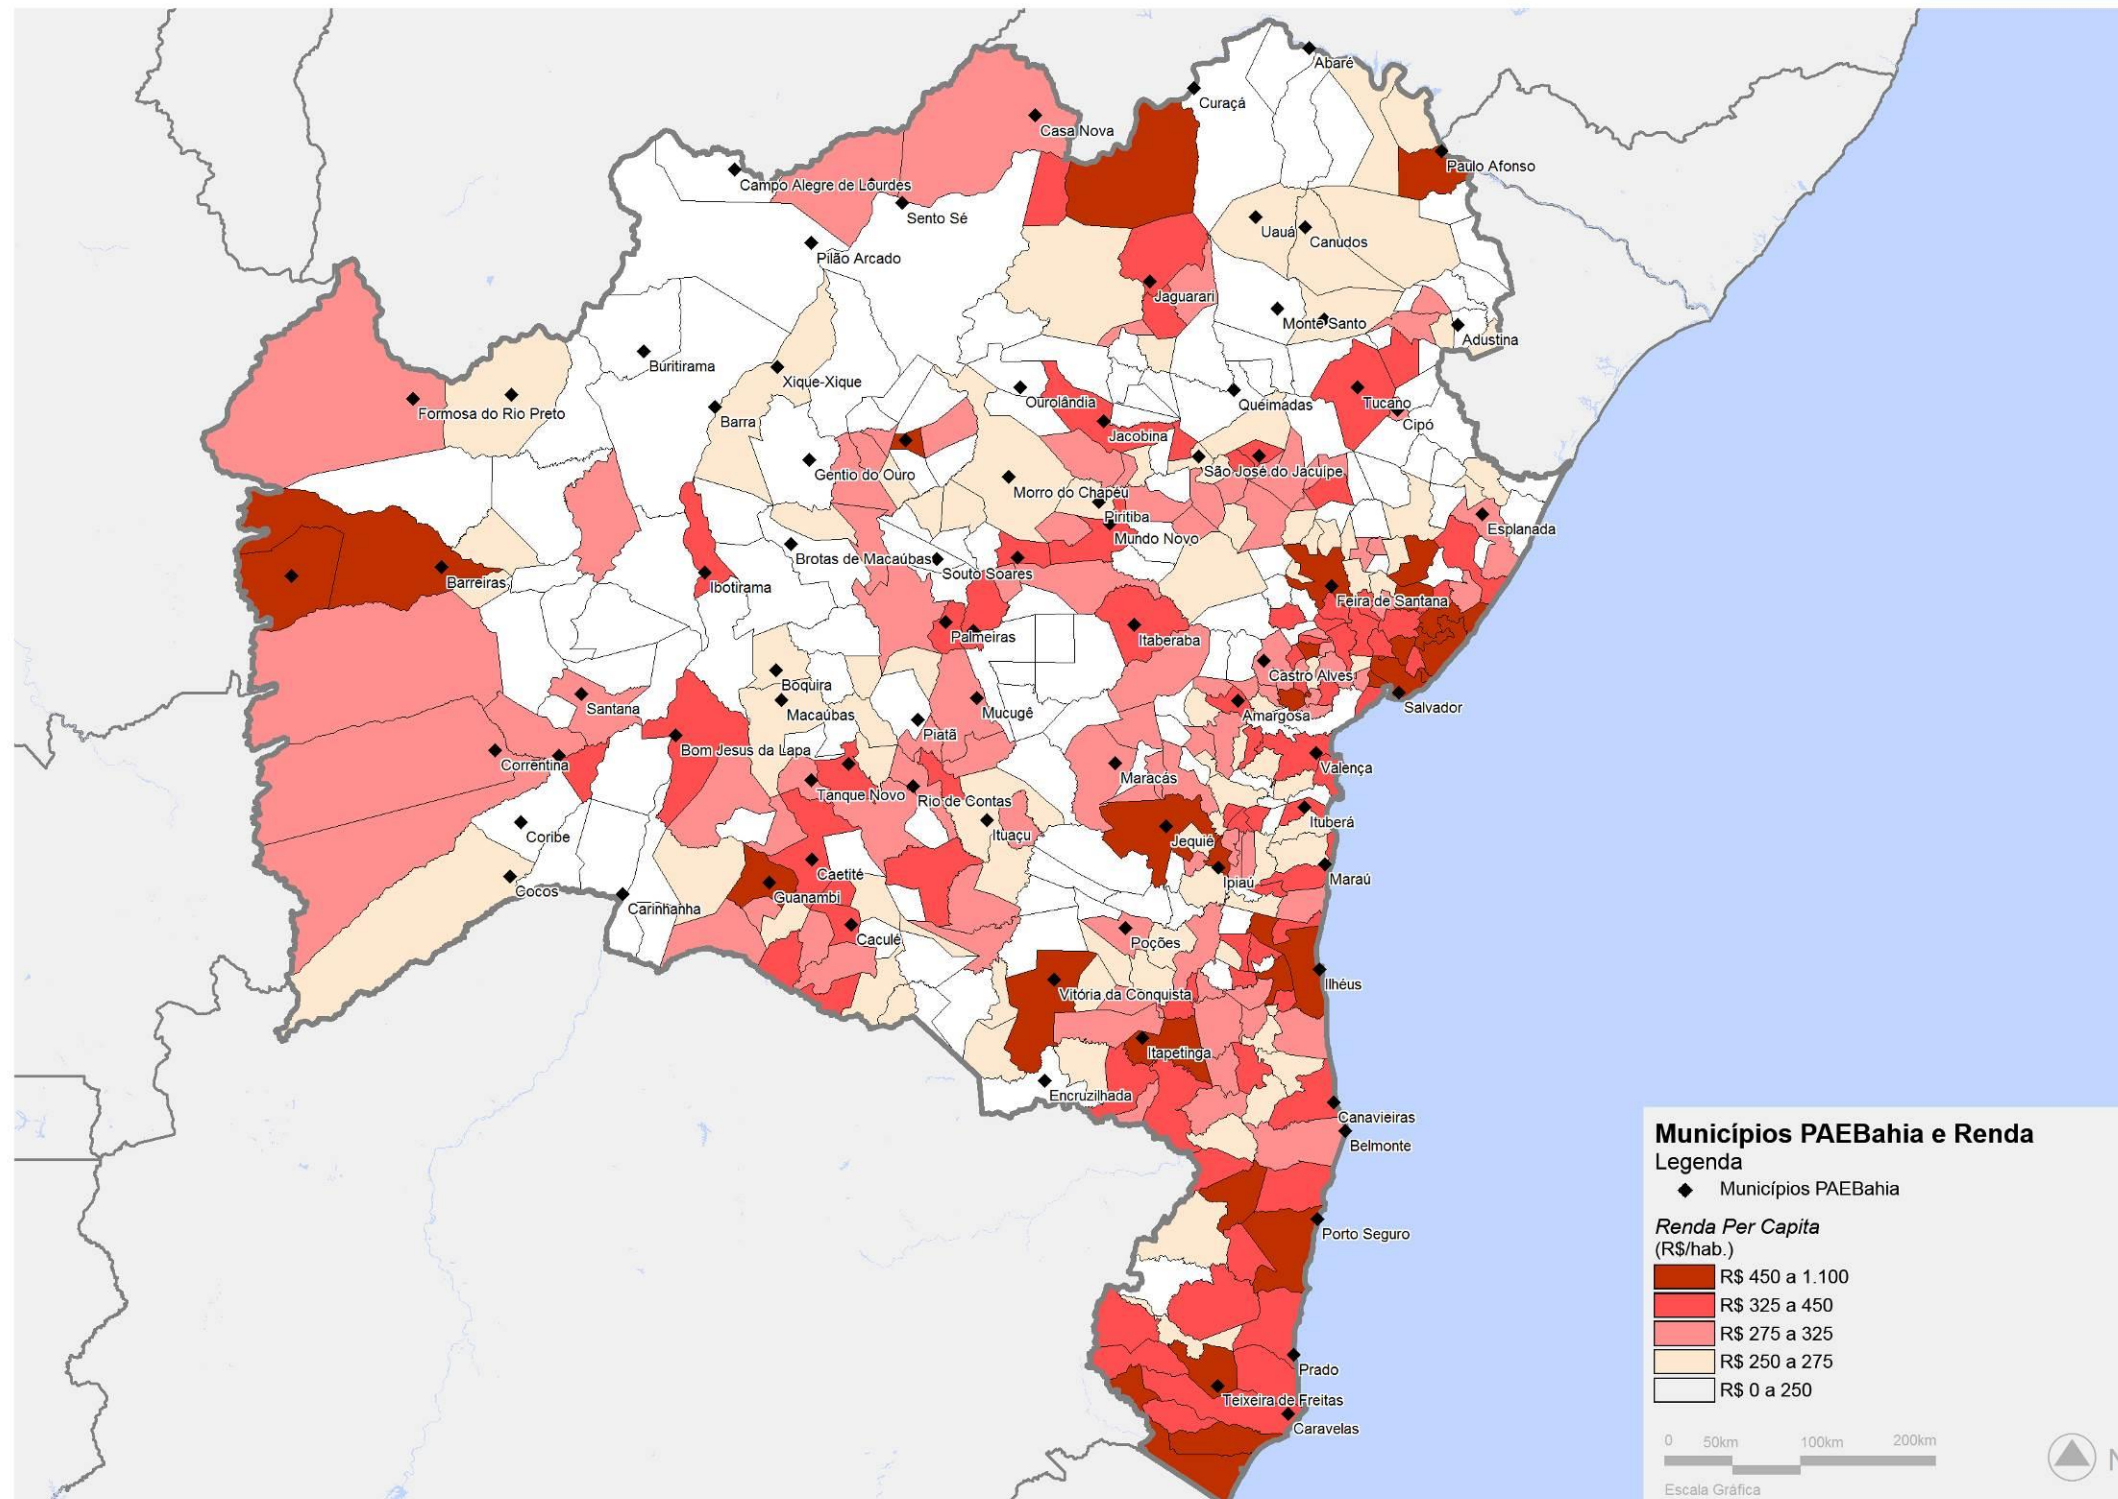 Abaré
Curaçá
Casa Nova
Paulo Afonso
Campo Alegre de Lourdes
Sento Sé
Uauá
Canudos
Pilão Arcado
Jaguarari
Monte Santo
Adustina
Buritirama
Xique-Xique
Formosa do Rio Preto
Ourolândia
Queimadas
Tucano
Barra
Cipó
Jacobina
São José do Jacuípe
Gentio do Ouro
Morro do Chapéu
Piritiba
Esplanada
Mundo Novo
Brotas de Macaúbas
Souto Soares
Barreiras
Ibotirama
Feira de Santana
Palmeiras
Itaberaba
Castro Alves
Boquira
Santana
Macaúbas
Mucugê
Amargosa
Salvador
Piatã
Bom Jesus da Lapa
Correntina
Maracás
Valença
Tanque Novo
Rio de Contas
Ituaçu
Ituberá
Coribe
Jequié
Caetité
Maraú
Ipiaú
Cocos
Guanambi
Carinhanha
Caculé
Poções
Ilhéus
Vitória da Conquista
Itapetinga
Encruzilhada
Canavieiras
Belmonte
Porto Seguro
Prado
Teixeira de Freitas
Caravelas
Municípios PAEBahia e Renda
Legenda
Municípios PAEBahia
Renda Per Capita
(R$/hab.)
R$ 450 a 1.100
R$ 325 a 450
R$ 275 a 325
R$ 250 a 275
R$ 0 a 250
0 50km 100km 200km
Escala Gráfica
N